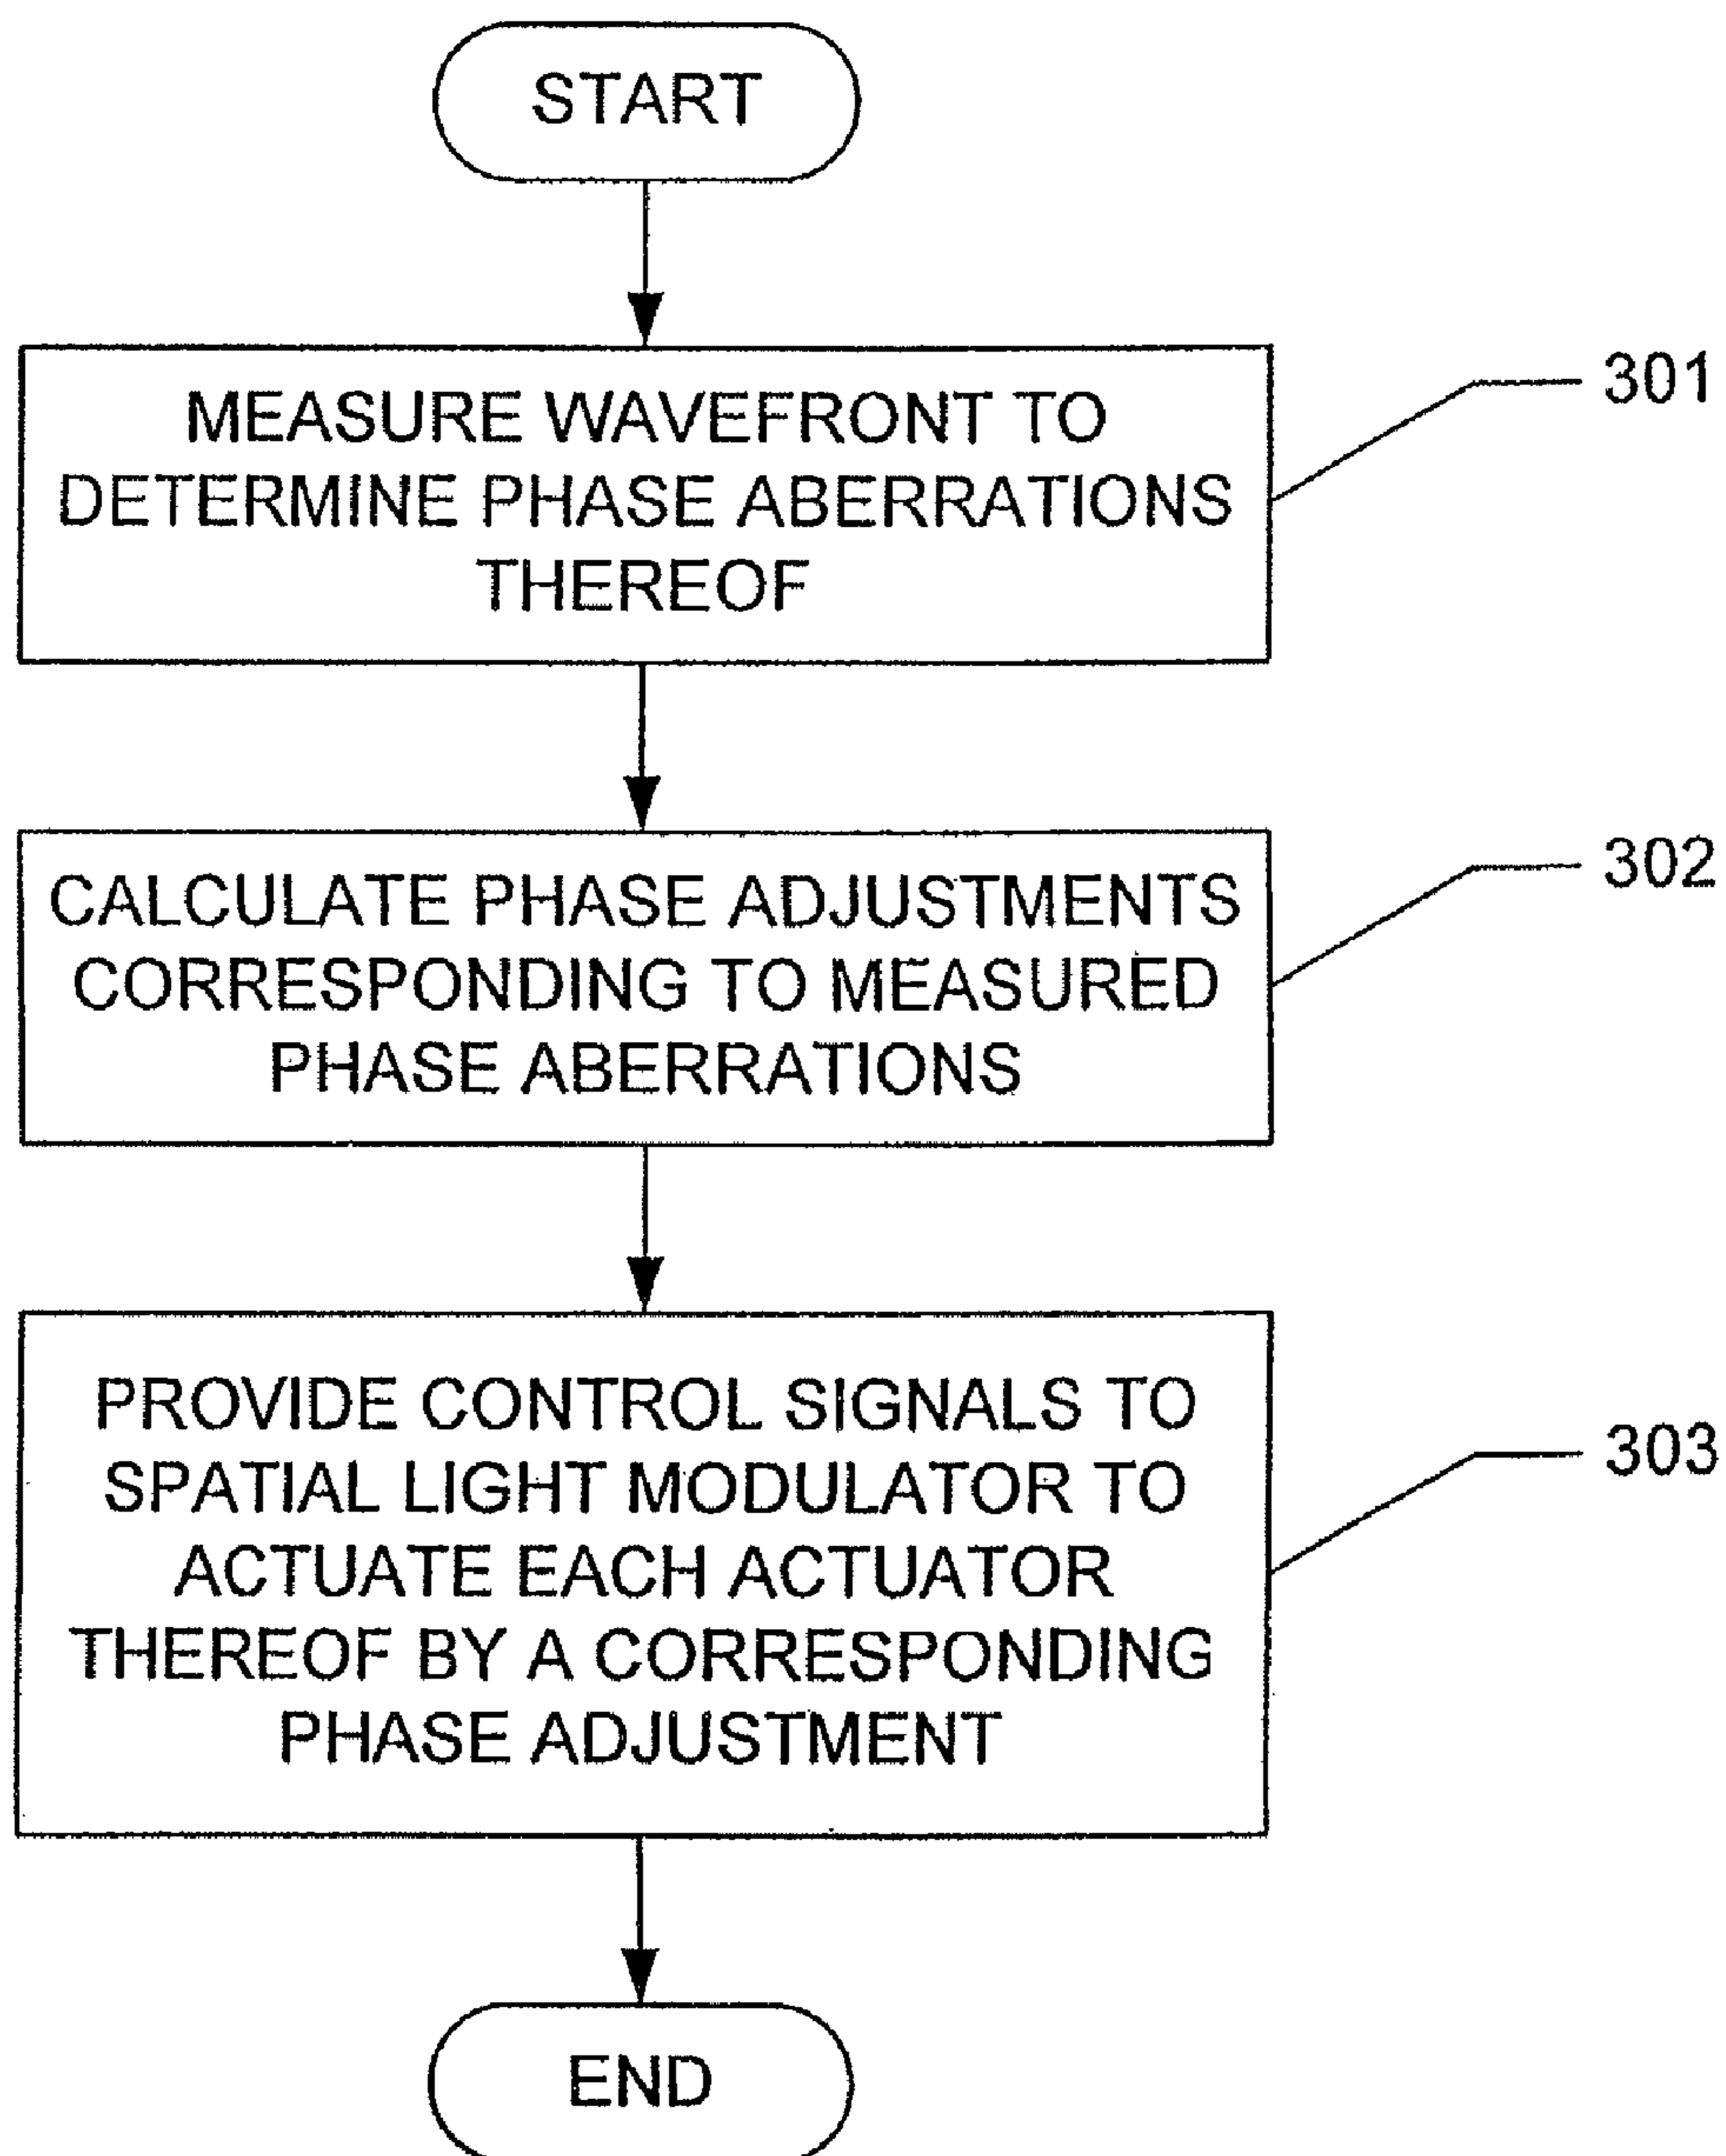 START
MEASURE WAVEFRONT TO
DETERMINE PHASE ABERRATIONS
THEREOF
301
CALCULATE PHASE ADJUSTMENTS
CORRESPONDING TO MEASURED
PHASE ABERRATIONS
302
PROVIDE CONTROL SIGNALS TO
SPATIAL LIGHT MODULATOR TO
ACTUATE EACH ACTUATOR
THEREOF BY A CORRESPONDING
PHASE ADJUSTMENT
303
END